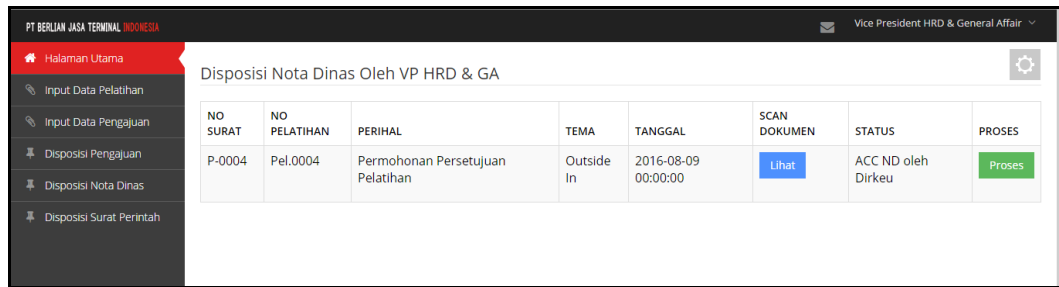 PT BERLIAN JASA TERMINAL INDONESIA
Vice President HRD & General Affair
Halaman Utama
Input Data Pelatihan
Input Data Pengajuan
Disposisi Pengajuan
Disposisi Nota Dinas
Disposisi Surat Perintah
Disposisi Nota Dinas Oleh VP HRD & GA
NO SURAT
NO PELATIHAN
PERIHAL
TEMA
TANGGAL
SCAN DOKUMEN
STATUS
PROSES
P-0004
Pel.0004
Permohonan Persetujuan
Pelatihan
Outside
In
2016-08-09
00:00:00
Lihat
ACC ND oleh
Dirkeu
Proses